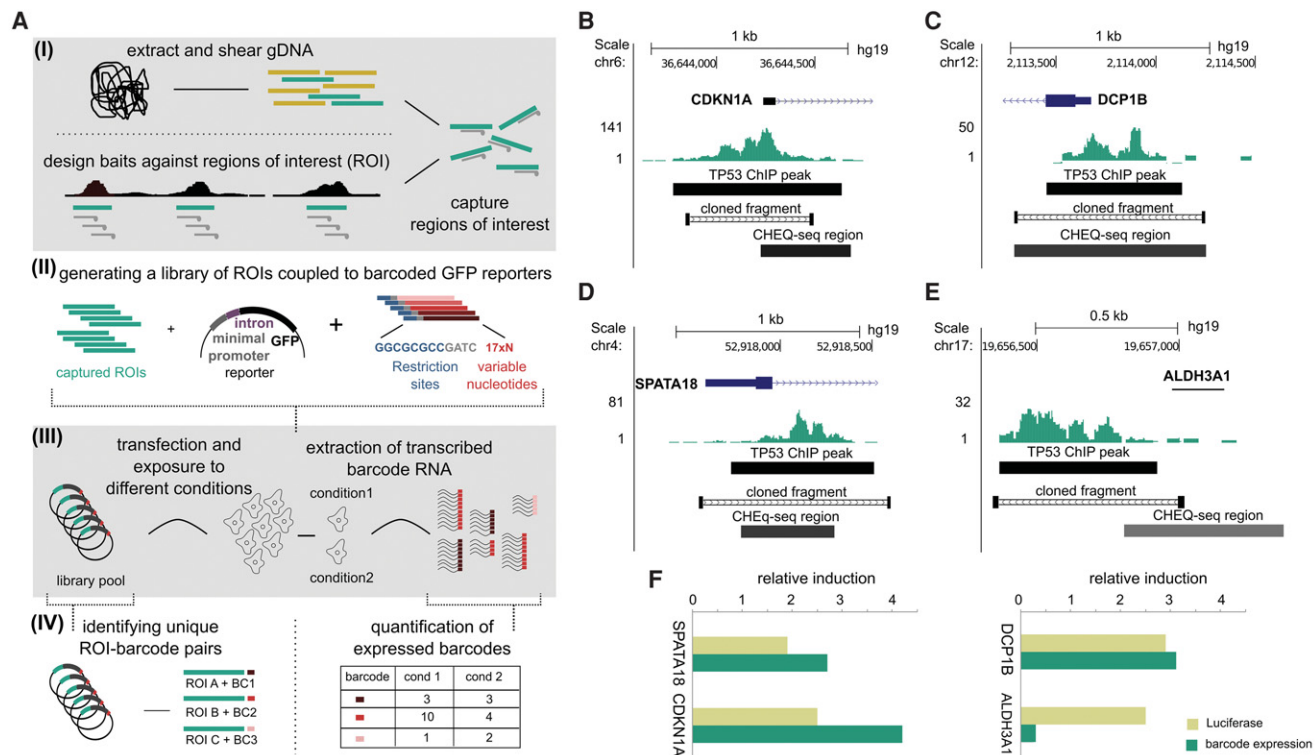 A
(I)
extract and shear gDNA
design baits against regions of interest (ROI)
capture
regions of interest
(II)
generating a library of ROIs coupled to barcoded GFP reporters
captured ROIs
+
intron
minimal
promoter
GFP
reporter
+
GGCGCGCCGATC 17xN
Restriction
sites
variable
nucleotides
(III)
transfection and
exposure to
different conditions
extraction of transcribed
barcode RNA
condition1
condition2
library pool
(IV)
identifying unique
ROI-barcode pairs
ROI A + BC1
ROI B + BC2
ROI C + BC3
quantification of
expressed barcodes
barcode cond 1 cond 2
3 3
10 4
1 2
B
Scale
chr6:
1 kb
hg19
36,644,000
36,644,500
CDKN1A
141
1
TP53 ChIP peak
cloned fragment
CHEQ-seq region
C
Scale
chr12:
1 kb
hg19
2,113,500
2,114,000
2,114,500
DCP1B
50
1
TP53 ChIP peak
cloned fragment
CHEQ-seq region
D
Scale
chr4:
1 kb
hg19
52,918,000
52,918,500
SPATA18
81
1
TP53 ChIP peak
cloned fragment
CHEq-seq region
E
Scale
chr17:
0.5 kb
hg19
19,656,500
19,657,000
ALDH3A1
32
1
TP53 ChIP peak
cloned fragment
CHEQ-seq region
F
relative induction
0 1 2 3 4
SPATA18
CDKN1A
relative induction
0 1 2 3 4
DCP1B
ALDH3A1
Luciferase
barcode expression